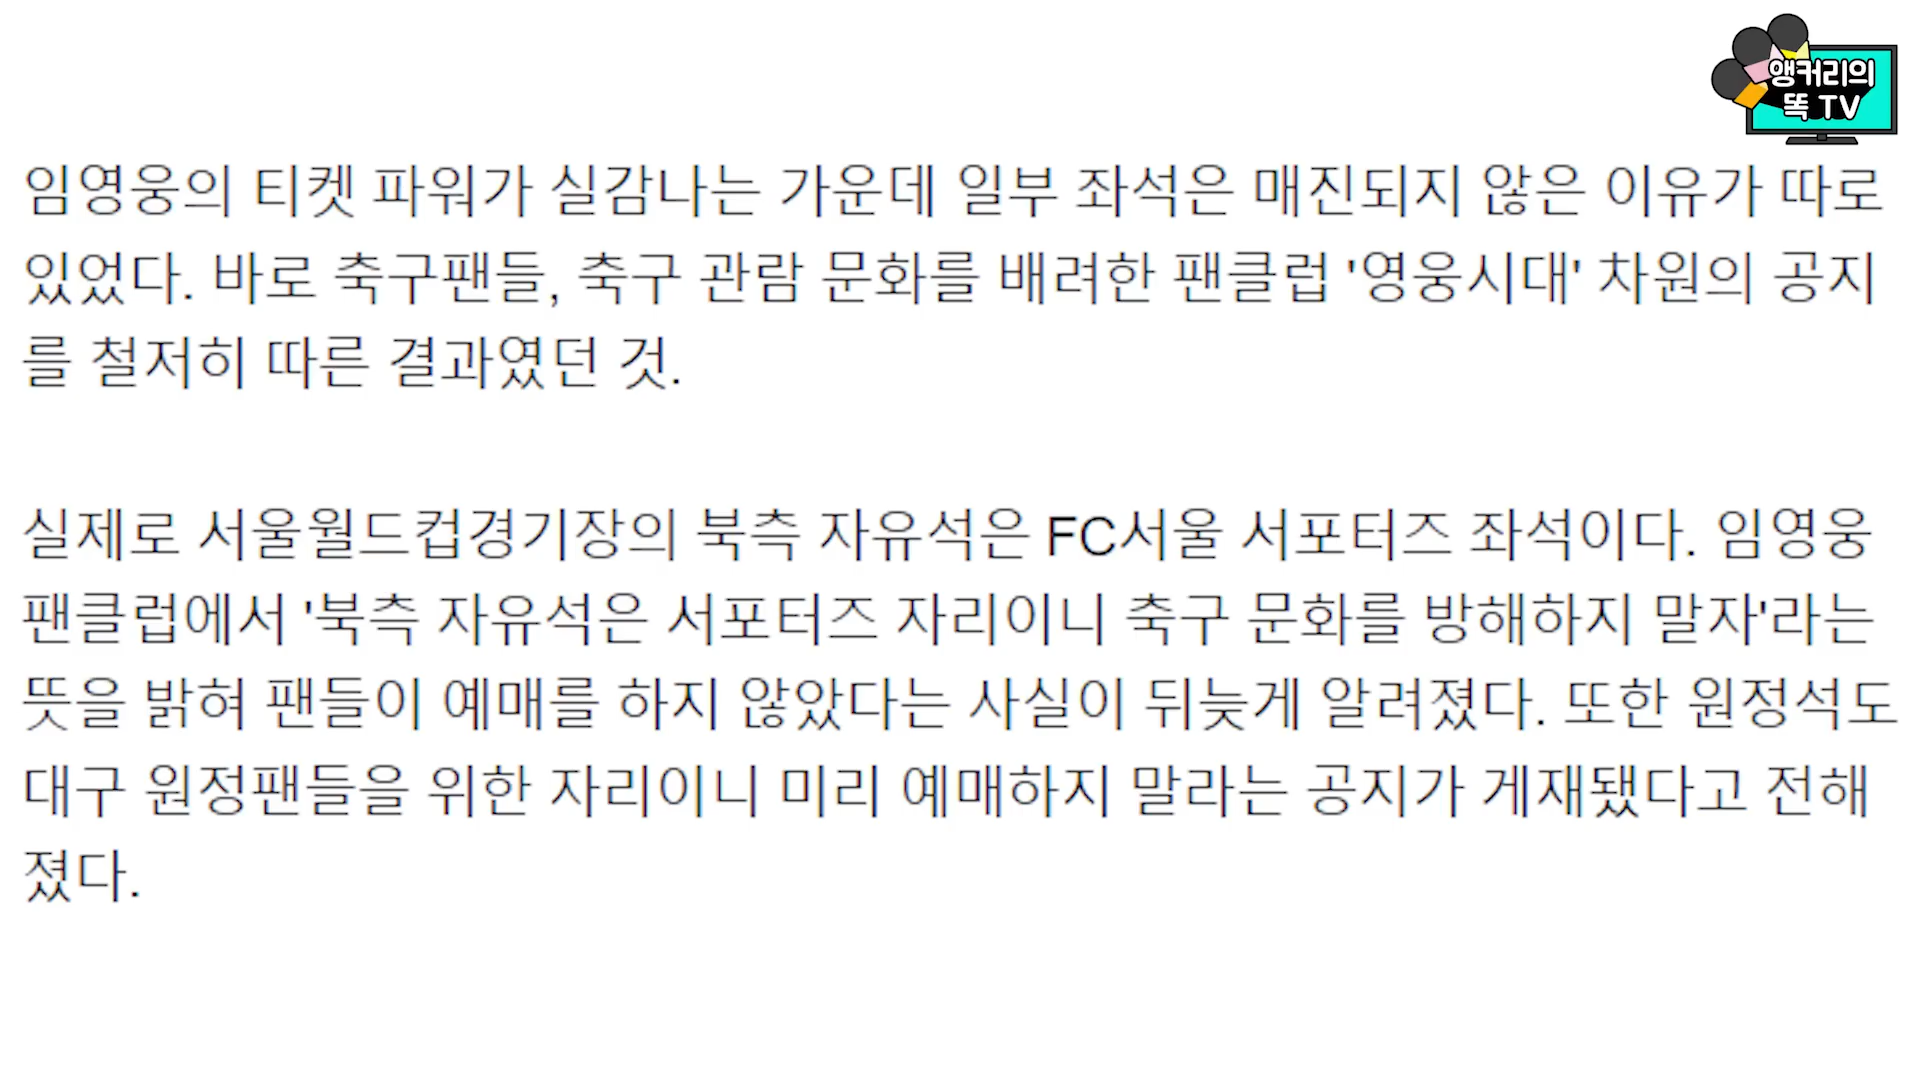 앵커리의
똑 TV
임영웅의 티켓 파워가 실감나는 가운데 일부 좌석은 매진되지 않은 이유가 따로
있었다. 바로 축구팬들, 축구 관람 문화를 배려한 팬클럽 '영웅시대' 차원의 공지
를 철저히 따른 결과였던 것.
실제로 서울월드컵경기장의 북측 자유석은 FC서울 서포터즈 좌석이다. 임영웅
팬클럽에서 '북측 자유석은 서포터즈 자리이니 축구 문화를 방해하지 말자'라는
뜻을 밝혀 팬들이 예매를 하지 않았다는 사실이 뒤늦게 알려졌다. 또한 원정석도
대구 원정팬들을 위한 자리이니 미리 예매하지 말라는 공지가 게재됐다고 전해
졌다.